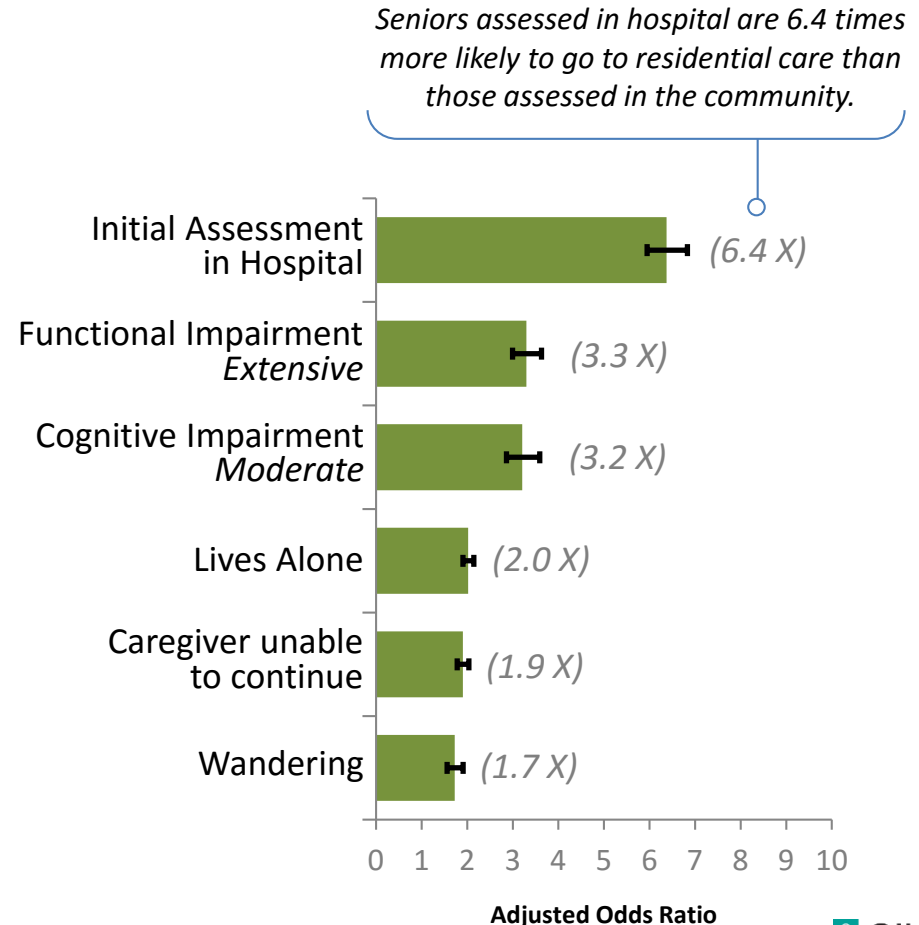 Seniors assessed in hospital are 6.4 times
more likely to go to residential care than
those assessed in the community.
Initial Assessment
in Hospital
(6.4 X)
Functional Impairment
Extensive
(3.3 X)
Cognitive Impairment
Moderate
(3.2 X)
Lives Alone
(2.0 X)
Caregiver unable
to continue
(1.9 X)
Wandering
(1.7 X)
0 1 2 3 4 5 6 7 8 9 10
Adjusted Odds Ratio